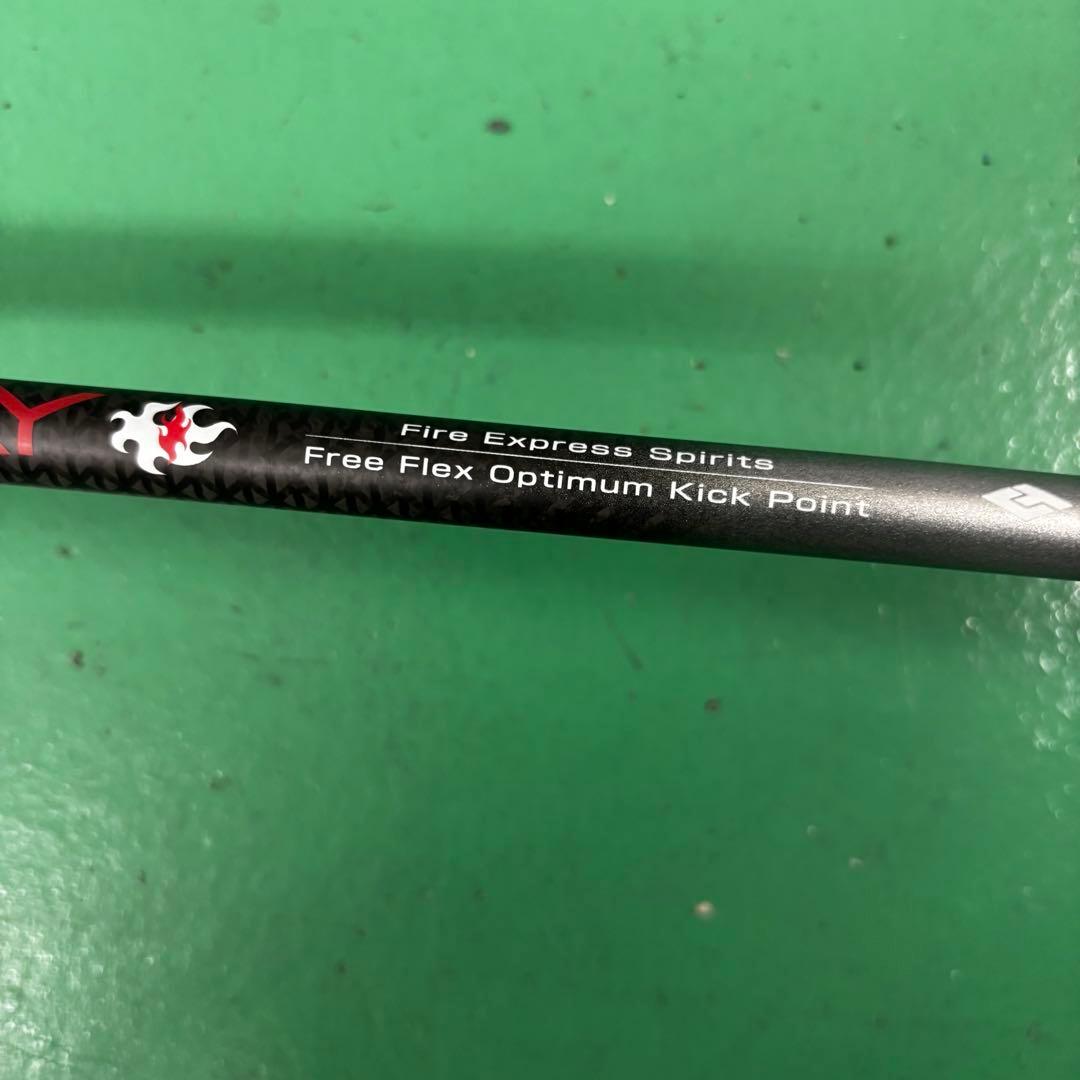 Fire Express Spirits
Free Flex Optimum Kick Point